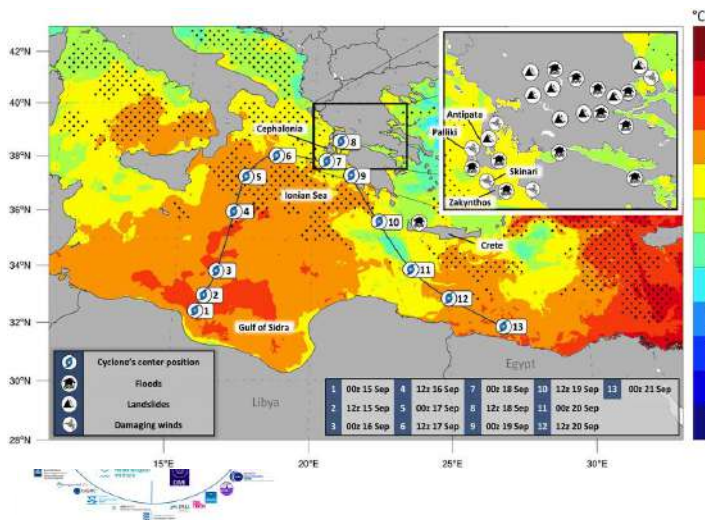 °C
42°N
40°N
38°N
36°N
34°N
32°N
30°N
28°N
15°E
20°E
25°E
30°E
Cephalonia
Ionian Sea
Gulf of Sidra
Crete
Libya
Egypt
Antipata
Paliki
Skinari
Zakynthos
1
2
3
4
5
6
7
8
9
10
11
12
13
Cyclone's center position
Floods
Landslides
Damaging winds
1 00z 15 Sep 4 12z 16 Sep 7 00z 18 Sep 10 12z 19 Sep 13 00z 21 Sep
2 12z 15 Sep 5 00z 17 Sep 8 12z 18 Sep 11 00z 20 Sep
3 00z 16 Sep 6 12z 17 Sep 9 00z 19 Sep 12 12z 20 Sep